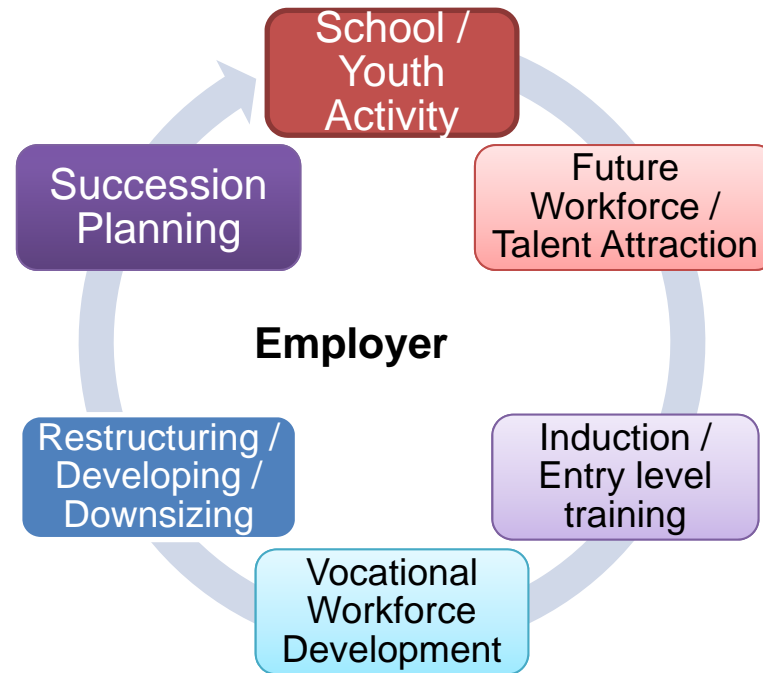 School /
Youth
Activity
Future
Workforce /
Talent Attraction
Induction /
Entry level
training
Vocational
Workforce
Development
Restructuring /
Developing /
Downsizing
Succession
Planning
Employer